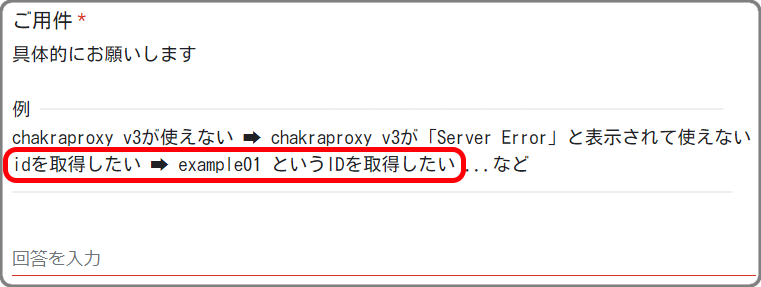 ご用件 *
具体的にお願いします
例
chakraproxy v3が使えない ➡ chakraproxy v3が「Server Error」と表示されて使えない
idを取得したい ➡ example01 というIDを取得したい ...など
回答を入力